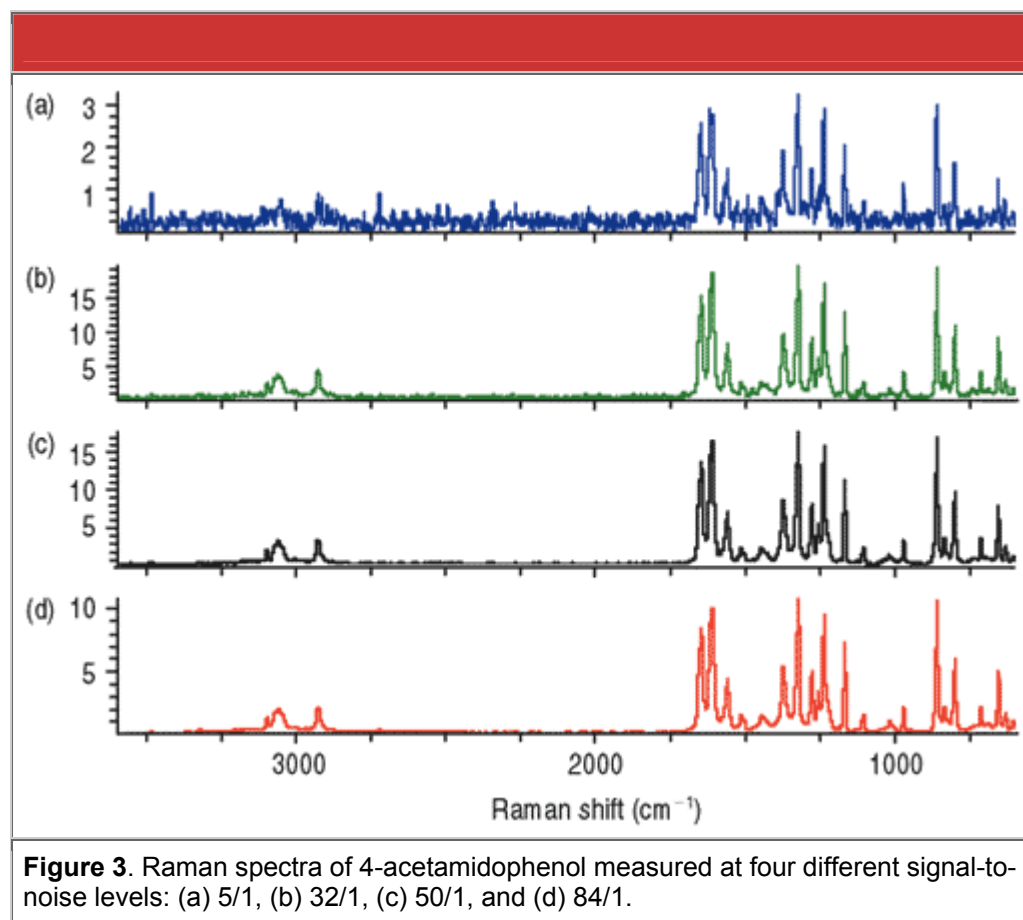 (a) 3
2
1
(b)
15
10
5
(c)
15
10
5
(d) 10
5
3000 2000 1000
Raman shift (cm⁻¹)
Figure 3. Raman spectra of 4-acetamidophenol measured at four different signal-to-
noise levels: (a) 5/1, (b) 32/1, (c) 50/1, and (d) 84/1.